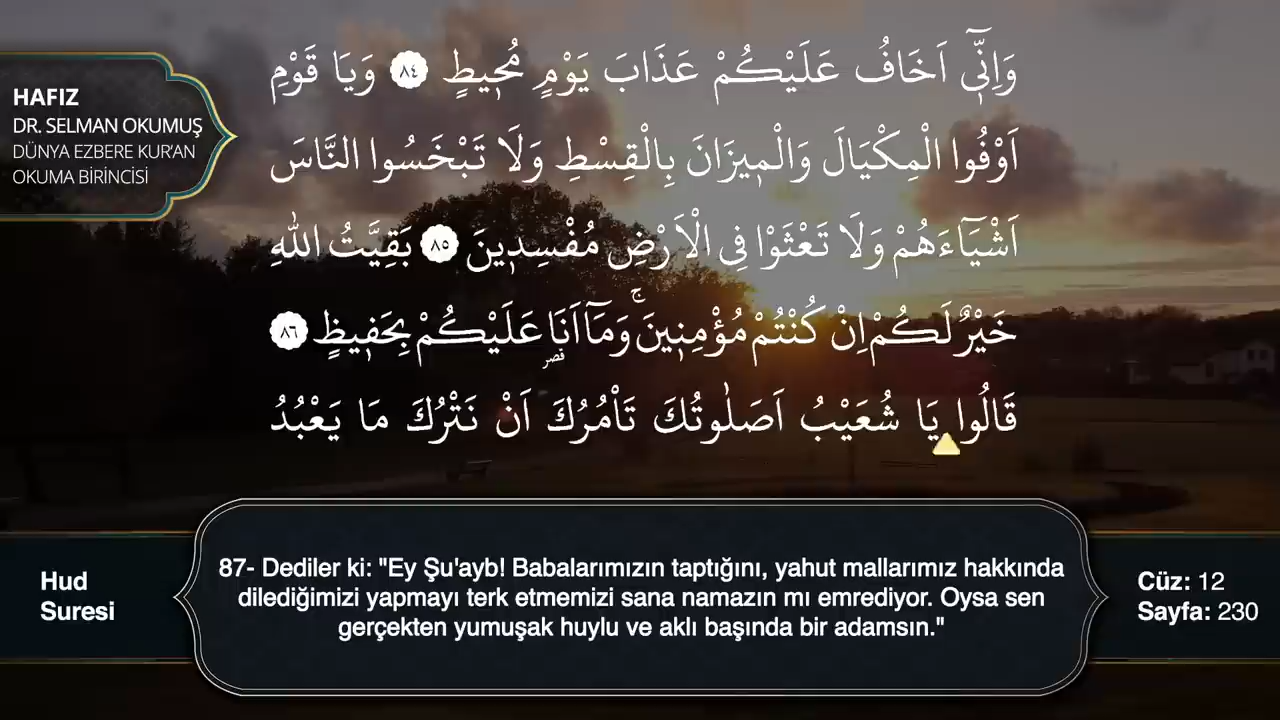 HAFIZ
DR. SELMAN OKUMUŞ
DÜNYA EZBERE KUR'AN
OKUMA BİRİNCİSİ
وَاِنّ۪ٓي اَخَافُ عَلَيْكُمْ عَذَابَ يَوْمٍ مُح۪يطٍ ٨٤ وَيَا قَوْمِ
اَوْفُوا الْمِكْيَالَ وَالْم۪يزَانَ بِالْقِسْطِ وَلَا تَبْخَسُوا النَّاسَ
اَشْيَٓاءَهُمْ وَلَا تَعْثَوْا فِي الْاَرْضِ مُفْسِد۪ينَ ٨٥ بَقِيَّتُ اللّٰهِ
خَيْرٌ لَكُمْ اِنْ كُنْتُمْ مُؤْمِن۪ينَۚ وَمَٓا اَنَا۬ عَلَيْكُمْ بِحَف۪يظٍ ٨٦
قَالُوا يَا شُعَيْبُ اَصَلٰوتُكَ تَأْمُرُكَ اَنْ نَتْرُكَ مَا يَعْبُدُ
Hud
Suresi
87- Dediler ki: "Ey Şu'ayb! Babalarımızın taptığını, yahut mallarımız hakkında
dilediğimizi yapmayı terk etmemizi sana namazın mı emrediyor. Oysa sen
gerçekten yumuşak huylu ve aklı başında bir adamsın."
Cüz: 12
Sayfa: 230